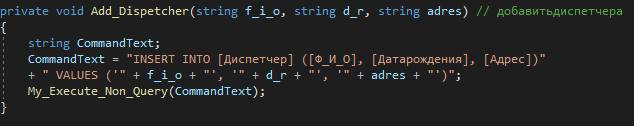 private void Add_Dispetcher(string f_i_o, string d_r, string adres) // добавитьдиспетчера
{
string CommandText;
CommandText = "INSERT INTO [Диспетчер] ([Ф_И_О], [Датарождения], [Адрес])"
+ " VALUES ('" + f_i_o + "', '" + d_r + "', '" + adres + "')";
My_Execute_Non_Query(CommandText);
}